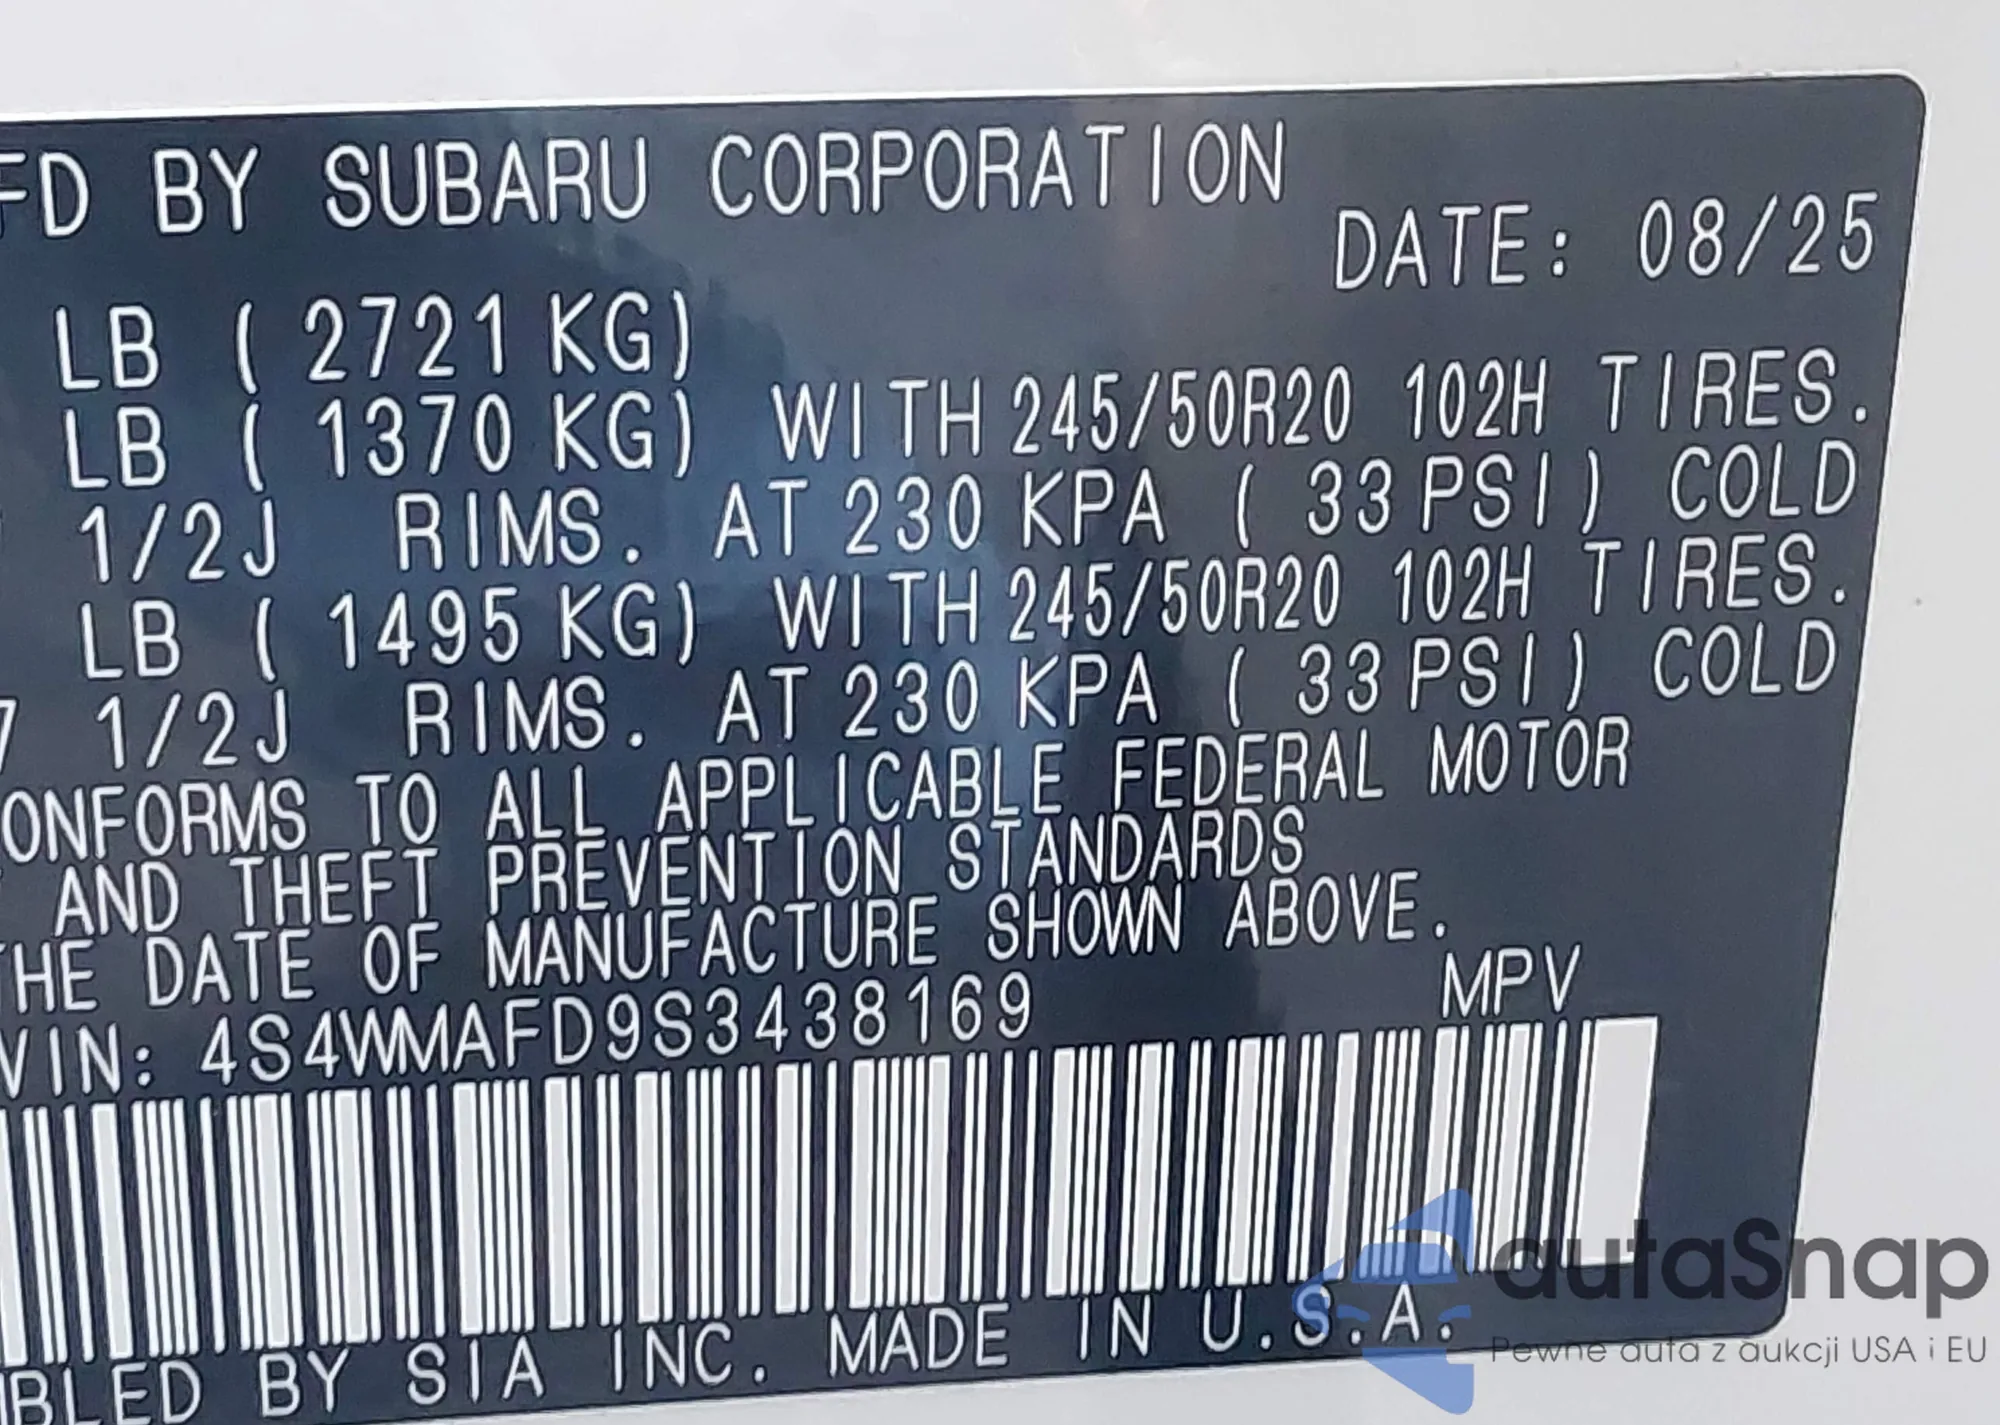 FD BY SUBARU CORPORATION
DATE: 08/25
LB ( 2721 KG)
LB ( 1370 KG) WITH 245/50R20 102H TIRES.
1/2J RIMS. AT 230 KPA ( 33 PSI) COLD
LB ( 1495 KG) WITH 245/50R20 102H TIRES.
7 1/2J RIMS. AT 230 KPA ( 33 PSI) COLD
ONFORMS TO ALL APPLICABLE FEDERAL MOTOR
AND THEFT PREVENTION STANDARDS
HE DATE OF MANUFACTURE SHOWN ABOVE.
VIN: 4S4WMAFD9S3438169 MPV
BLED BY SIA INC. MADE IN U.S.A.
autaSnap
Pewne auta z aukcji USA i EU